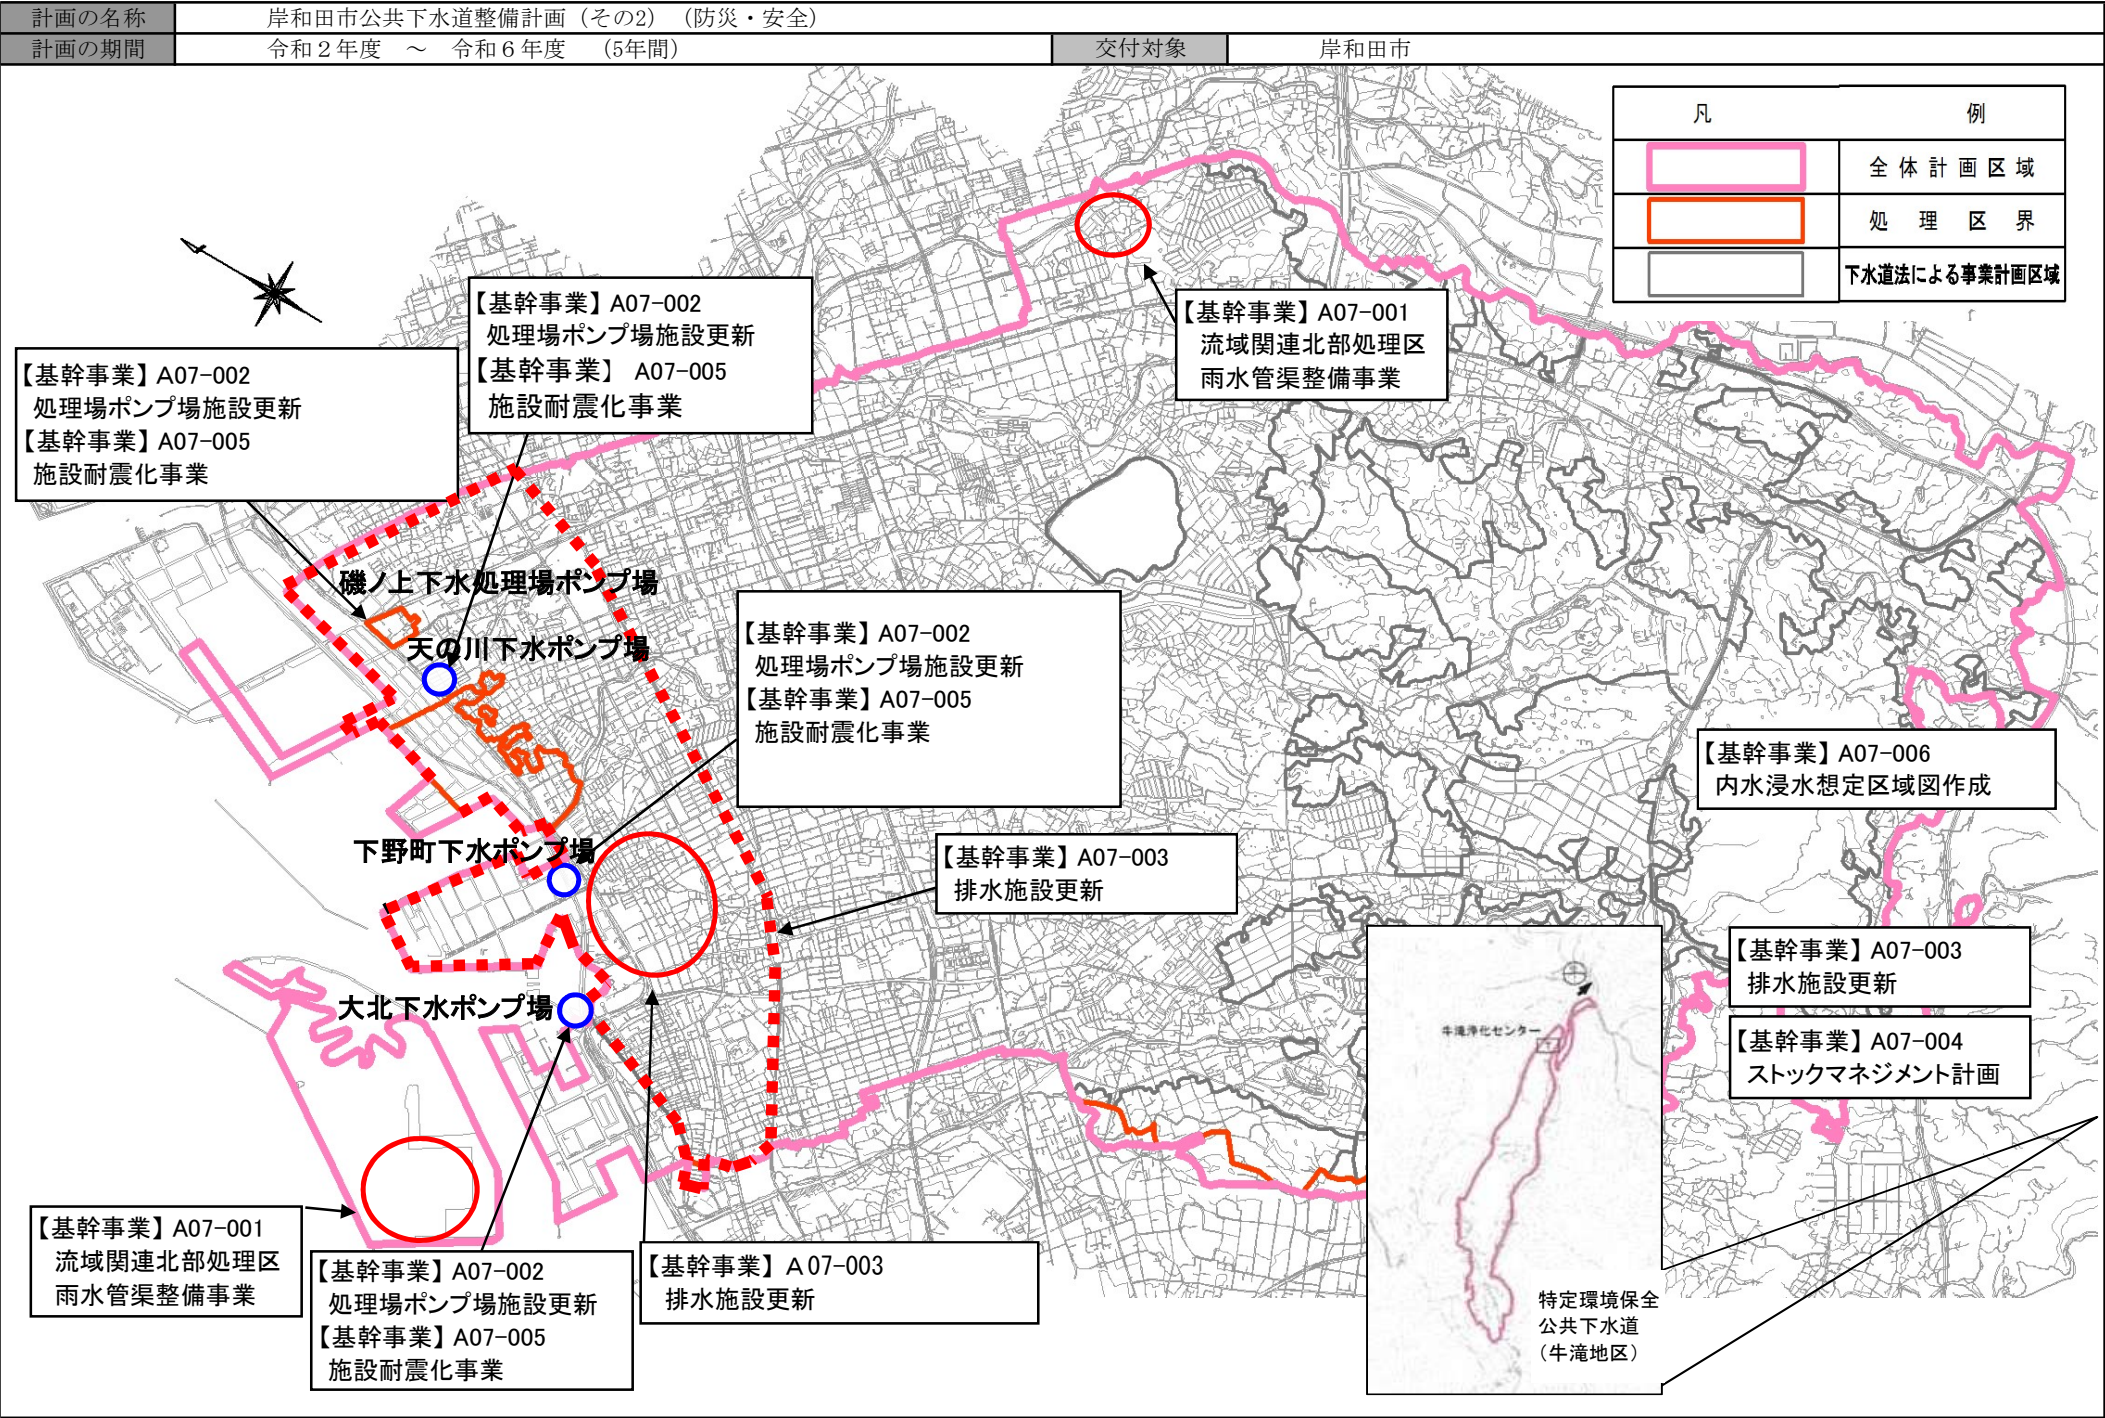 計画の名称 岸和田市公共下水道整備計画（その2）（防災・安全）
計画の期間 令和２年度 ～ 令和６年度 （5年間） 交付対象 岸和田市
凡 例
全体計画区域
処理区界
下水道法による事業計画区域
【基幹事業】A07-002
処理場ポンプ場施設更新
【基幹事業】 A07-005
施設耐震化事業
【基幹事業】A07-001
流域関連北部処理区
雨水管渠整備事業
【基幹事業】A07-002
処理場ポンプ場施設更新
【基幹事業】A07-005
施設耐震化事業
磯ノ上下水処理場ポンプ場
天の川下水ポンプ場
【基幹事業】A07-002
処理場ポンプ場施設更新
【基幹事業】A07-005
施設耐震化事業
【基幹事業】A07-006
内水浸水想定区域図作成
下野町下水ポンプ場
【基幹事業】A07-003
排水施設更新
【基幹事業】A07-003
排水施設更新
大北下水ポンプ場
牛滝浄化センター
【基幹事業】A07-004
ストックマネジメント計画
【基幹事業】A07-001
流域関連北部処理区
雨水管渠整備事業
【基幹事業】A07-002
処理場ポンプ場施設更新
【基幹事業】A07-005
施設耐震化事業
【基幹事業】Ａ07-003
排水施設更新
特定環境保全
公共下水道
（牛滝地区）